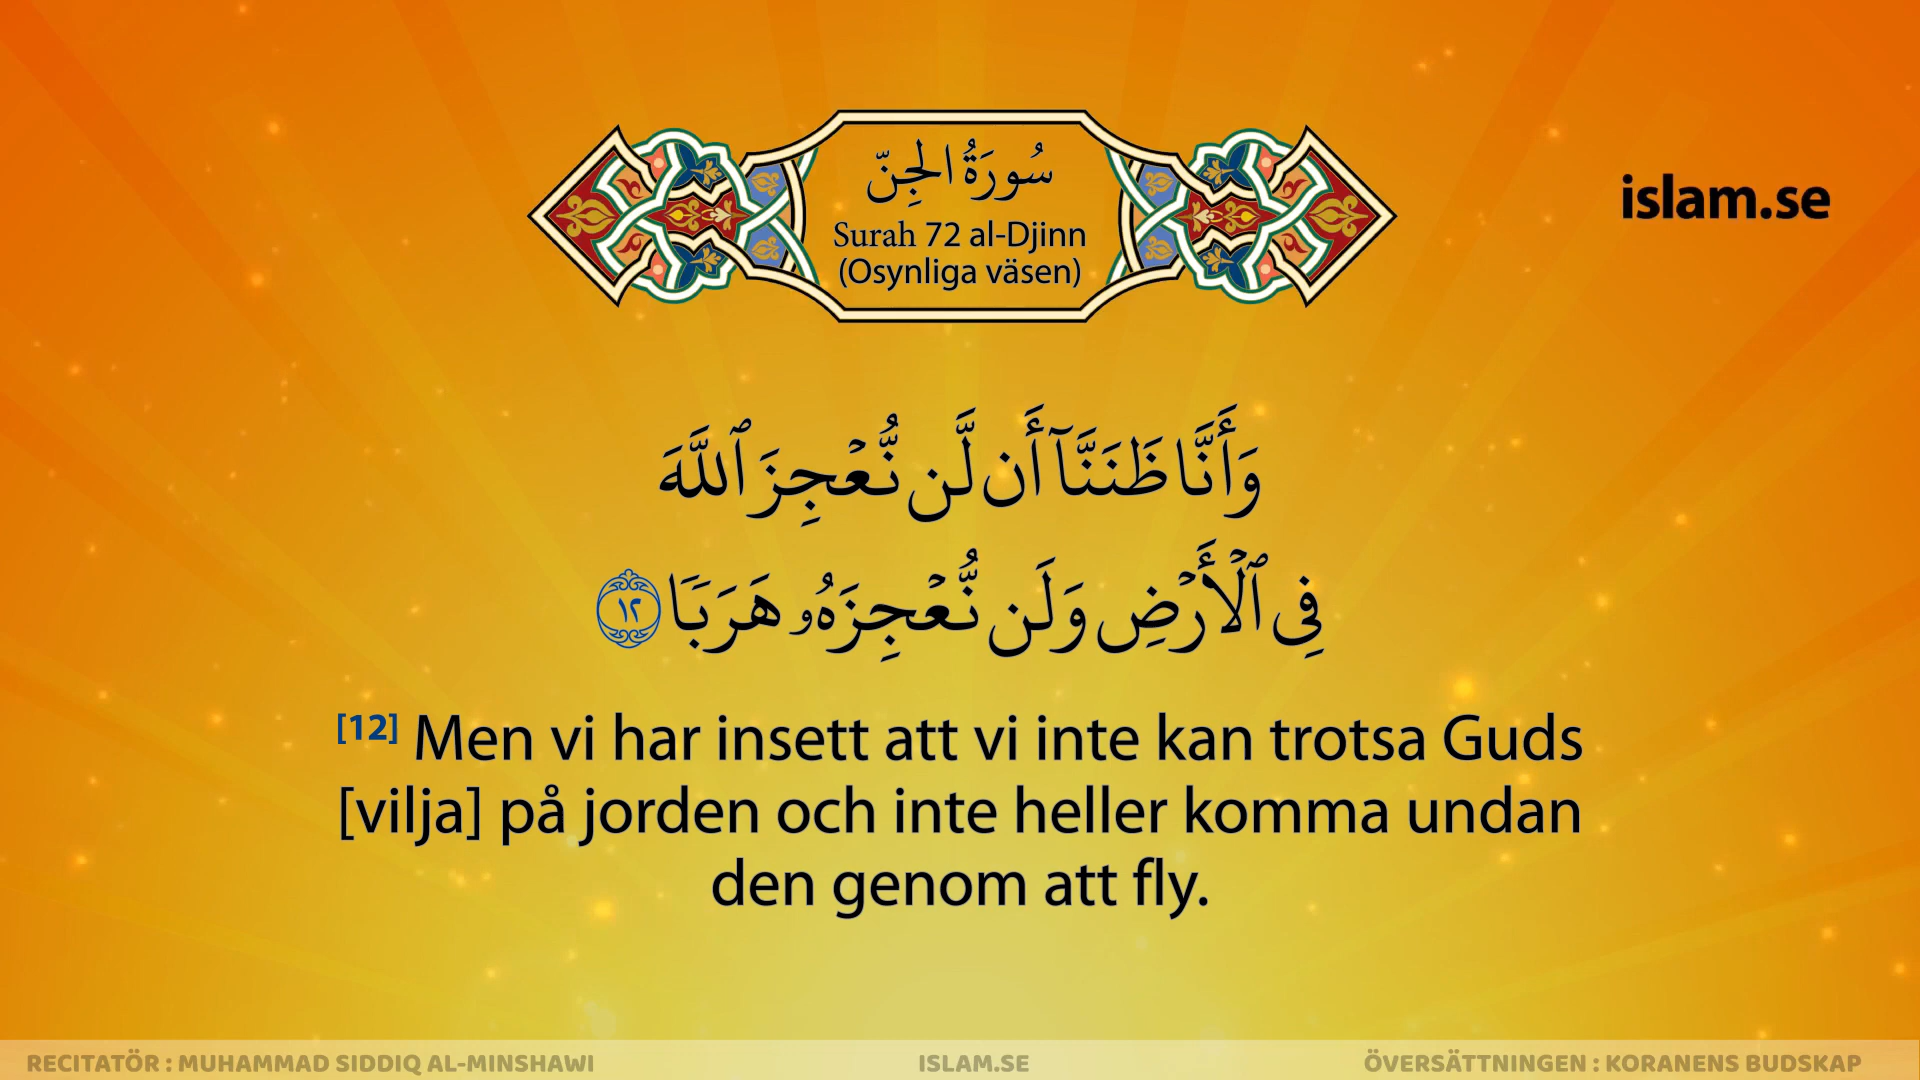 سُورَةُ الجِنّ
Surah 72 al-Djinn
(Osynliga väsen)
islam.se
وَأَنَّا ظَنَنَّآ أَن لَّن نُّعْجِزَ ٱللَّهَ
فِى ٱلْأَرْضِ وَلَن نُّعْجِزَهُۥ هَرَبًا ١٢
[12] Men vi har insett att vi inte kan trotsa Guds
[vilja] på jorden och inte heller komma undan
den genom att fly.
RECITATÖR : MUHAMMAD SIDDIQ AL-MINSHAWI
ISLAM.SE
ÖVERSÄTTNINGEN : KORANENS BUDSKAP